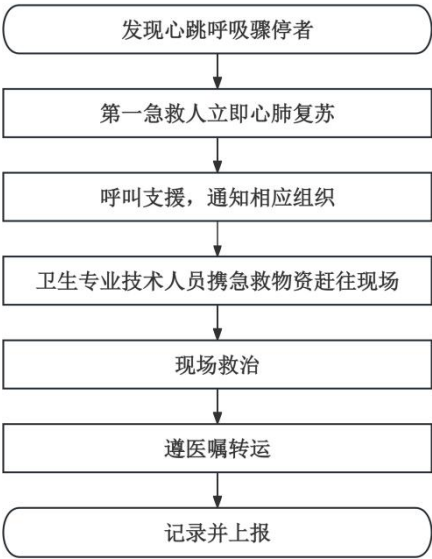 发现心跳呼吸骤停者
第一急救人立即心肺复苏
呼叫支援，通知相应组织
卫生专业技术人员携急救物资赶往现场
现场救治
遵医嘱转运
记录并上报